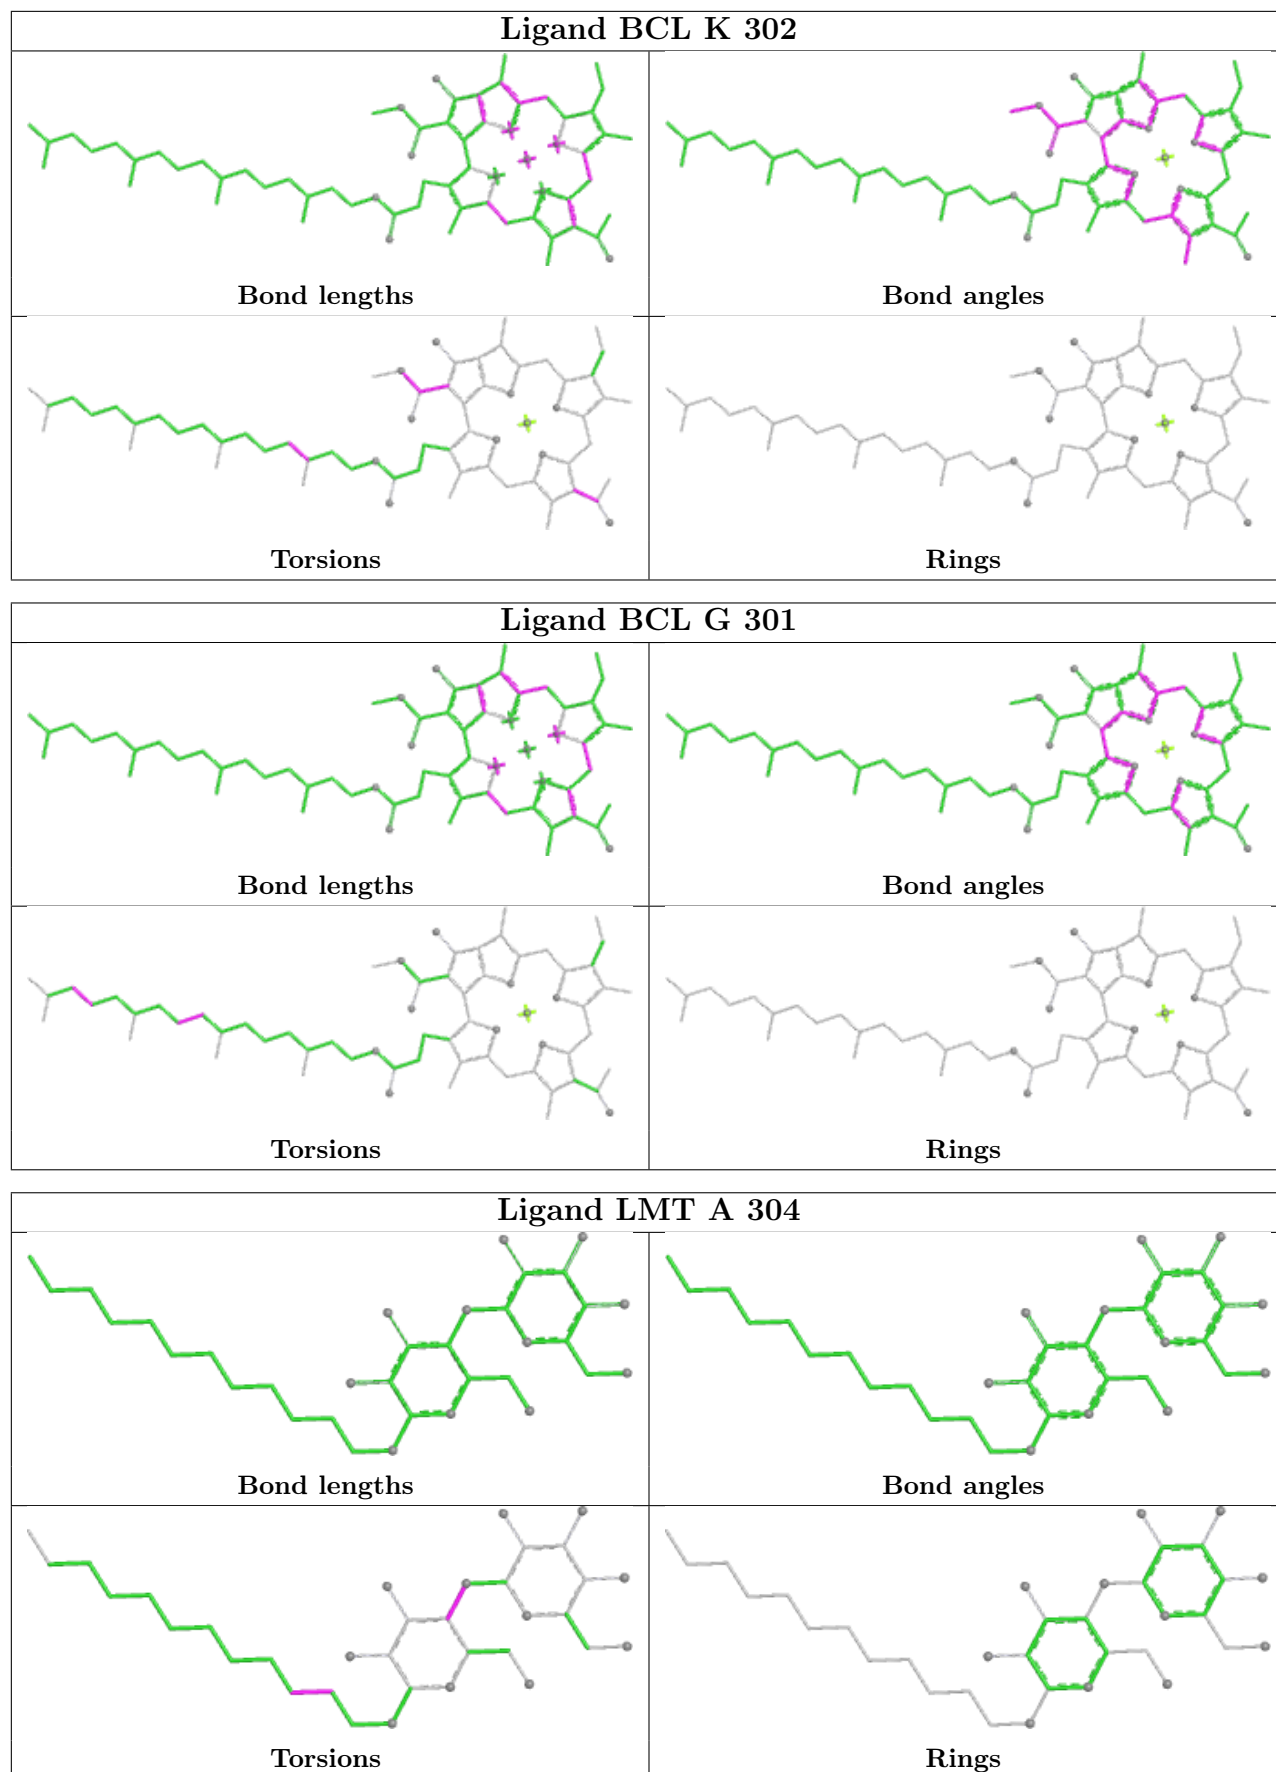 Ligand BCL K 302
Bond lengths
Bond angles
Torsions
Rings
Ligand BCL G 301
Bond lengths
Bond angles
Torsions
Rings
Ligand LMT A 304
Bond lengths
Bond angles
Torsions
Rings